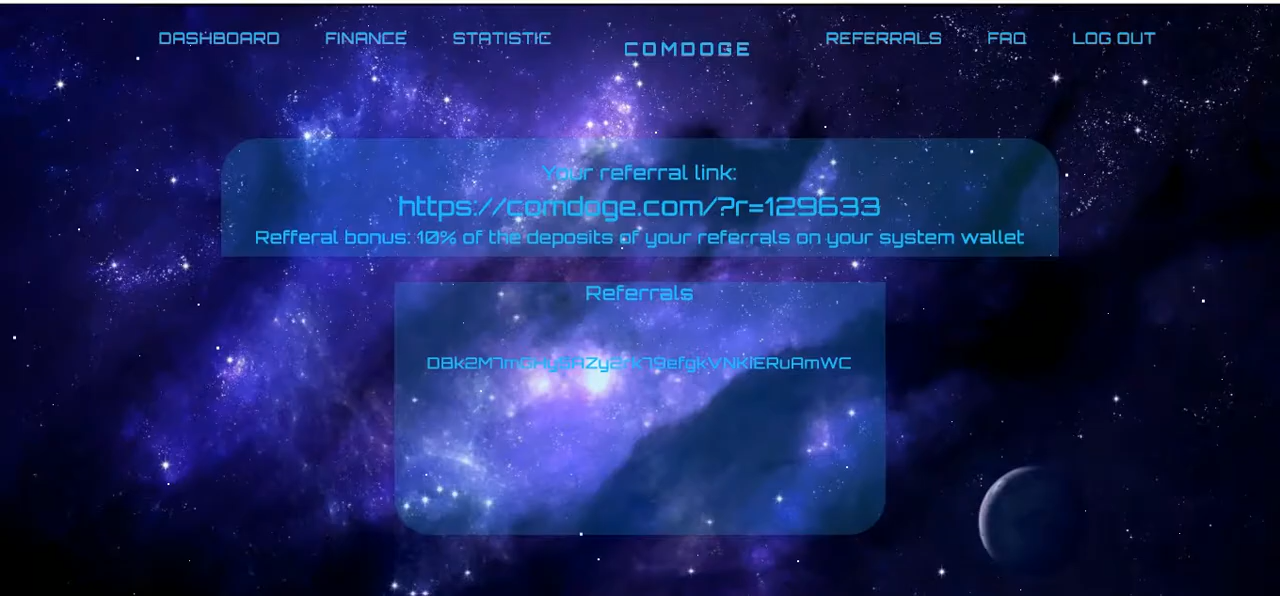 DASHBOARD FINANCE STATISTIC COMDOGE REFERRALS FAQ LOG OUT
Your referral link:
https://comdoge.com/?r=129633
Refferal bonus: 10% of the deposits of your referrals on your system wallet
Referrals